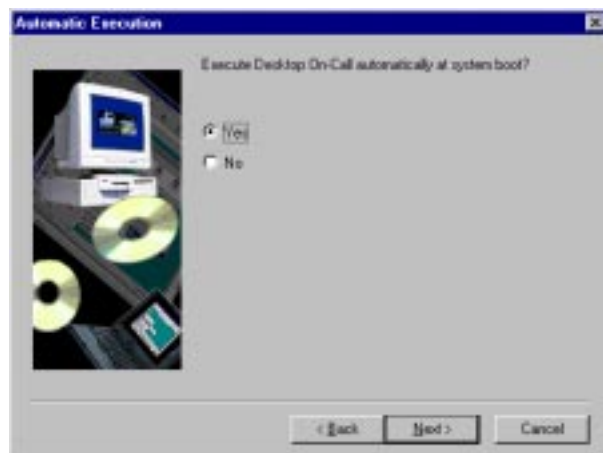 Automatic Execution
Execute Desktop On-Call automatically at system boot?
Yes
No
< Back
Next >
Cancel